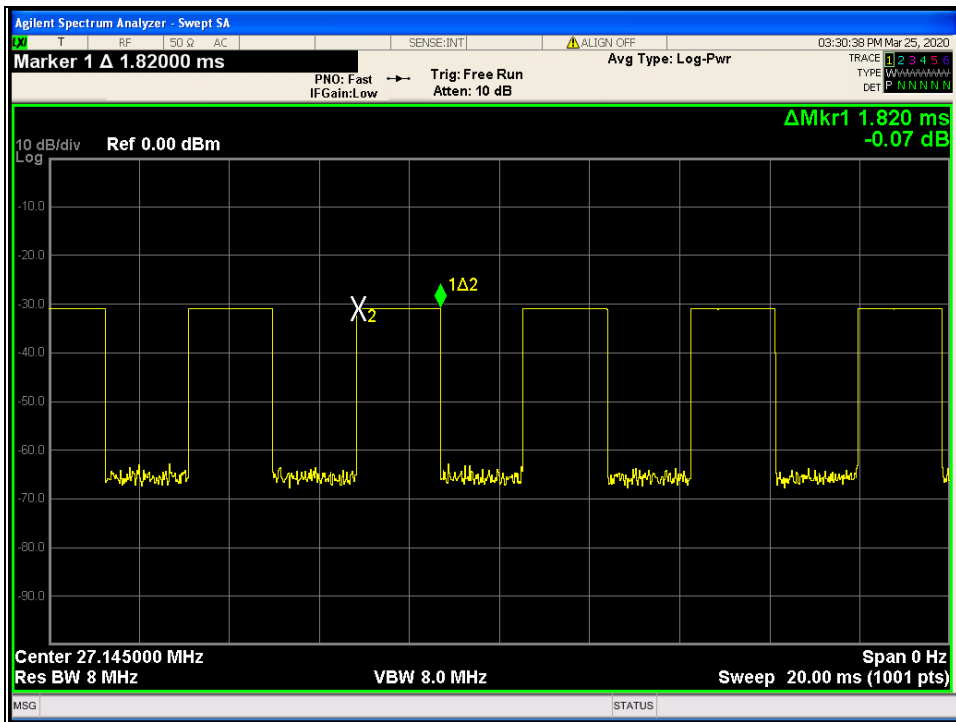 Agilent Spectrum Analyzer - Swept SA
LXI T RF 50 Ω AC SENSE:INT ALIGN OFF 03:30:38 PM Mar 25, 2020
Marker 1 Δ 1.82000 ms
PNO: Fast
IFGain:Low
Trig: Free Run
Atten: 10 dB
Avg Type: Log-Pwr
TRACE 1 2 3 4 5 6
TYPE W
DET P N N N N N
ΔMkr1 1.820 ms
-0.07 dB
10 dB/div Ref 0.00 dBm
Log
-10.0
-20.0
-30.0
-40.0
-50.0
-60.0
-70.0
-80.0
-90.0
X2
1Δ2
Center 27.145000 MHz Span 0 Hz
Res BW 8 MHz VBW 8.0 MHz Sweep 20.00 ms (1001 pts)
MSG STATUS